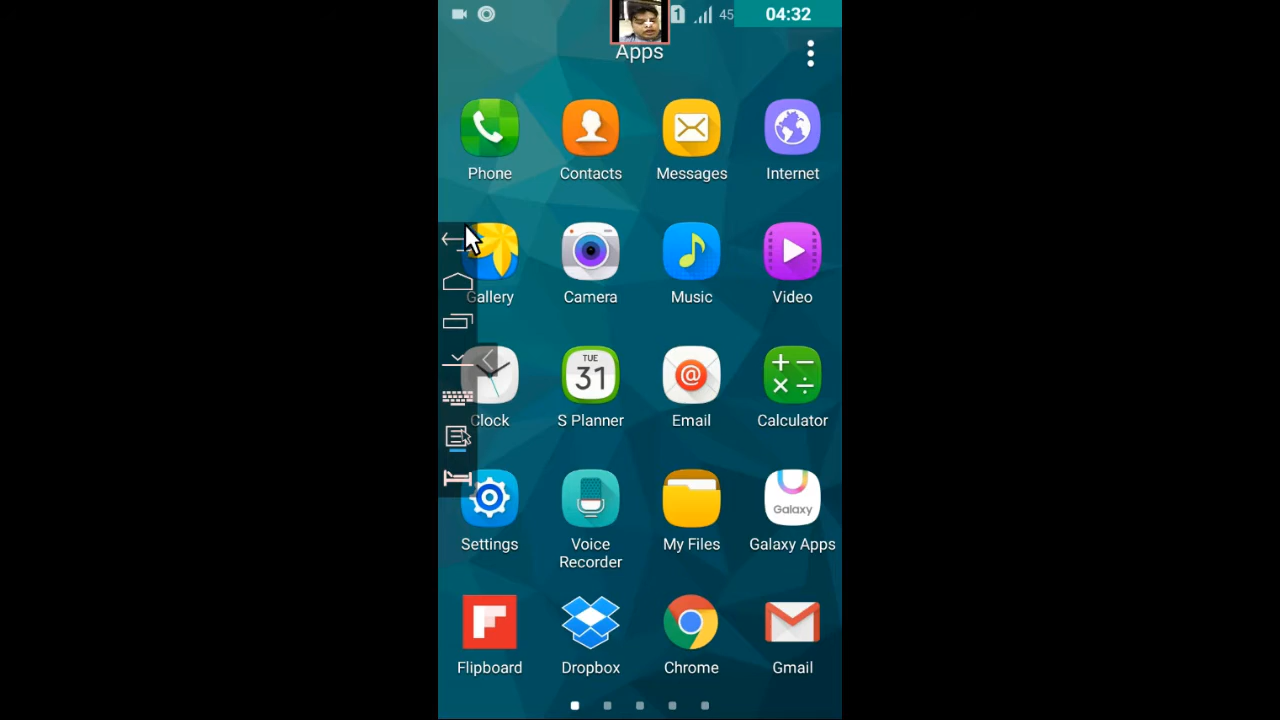 1 45 04:32
Apps
Phone Contacts Messages Internet
Gallery Camera Music Video
TUE
31
Clock S Planner Email Calculator
Galaxy
Settings Voice Recorder My Files Galaxy Apps
Flipboard Dropbox Chrome Gmail